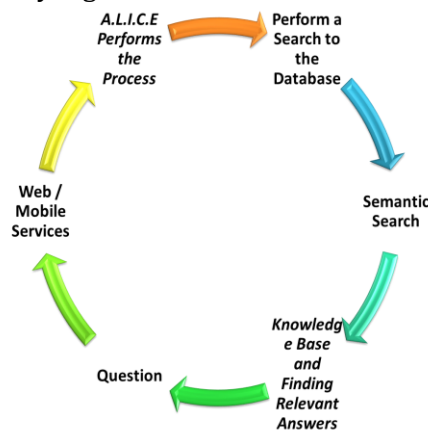 A.L.I.C.E
Performs
the
Process
Perform a
Search to
the
Database
Semantic
Search
Knowledg
e Base
and
Finding
Relevant
Answers
Question
Web /
Mobile
Services